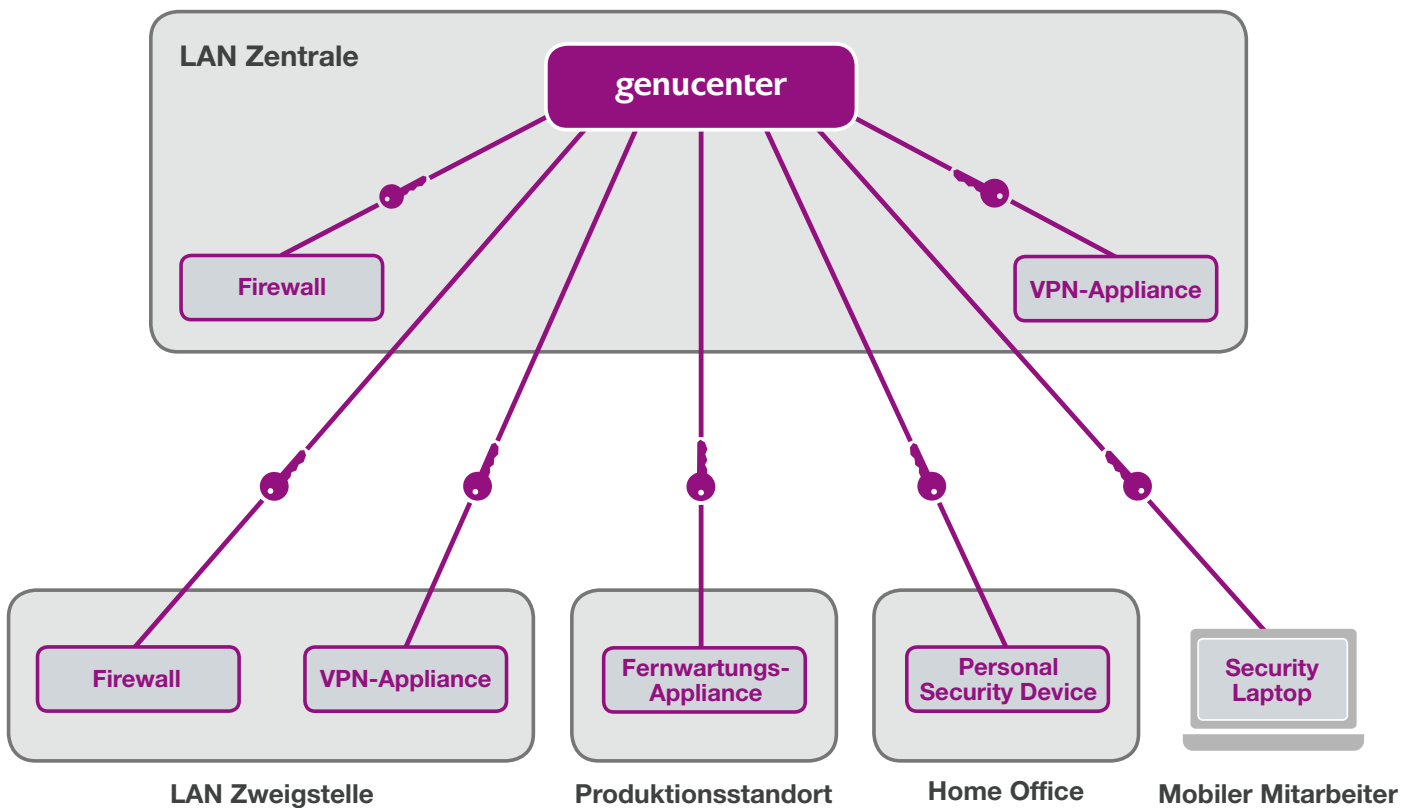 LAN Zentrale
genucenter
Firewall
VPN-Appliance
Firewall
VPN-Appliance
Fernwartungs-
Appliance
Personal
Security Device
Security
Laptop
LAN Zweigstelle
Produktionsstandort
Home Office
Mobiler Mitarbeiter